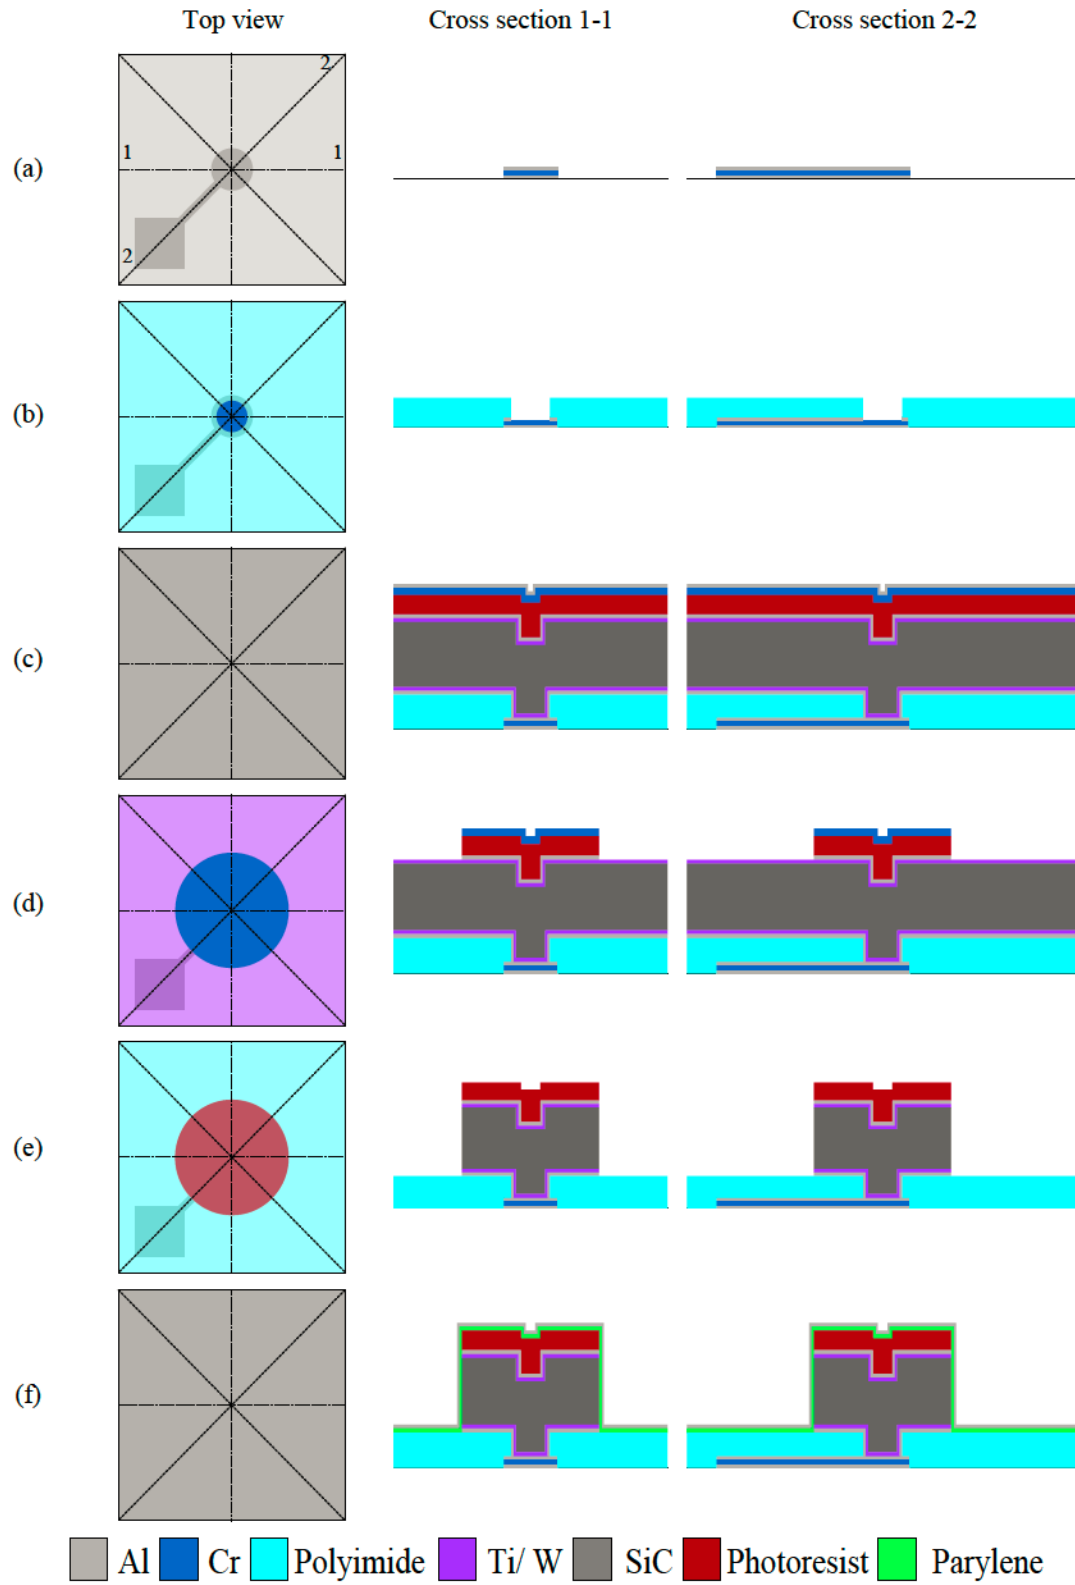 Top view Cross section 1-1 Cross section 2-2
2
(a) 1 1
2
(b)
(c)
(d)
(e)
(f)
Al Cr Polyimide Ti/ W SiC Photoresist Parylene